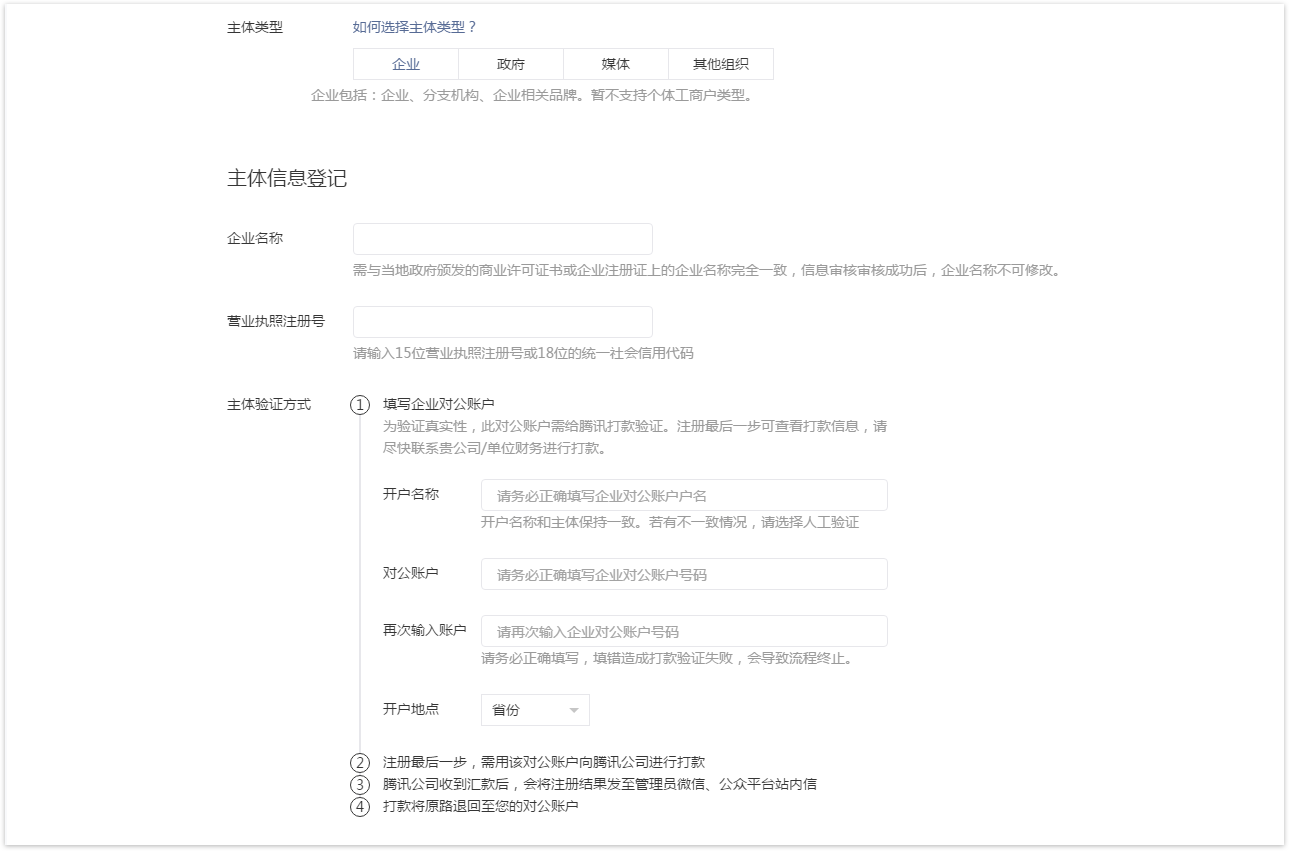 主体类型 如何选择主体类型？
企业 政府 媒体 其他组织
企业包括：企业、分支机构、企业相关品牌。暂不支持个体工商户类型。
主体信息登记
企业名称
需与当地政府颁发的商业许可证书或企业注册证上的企业名称完全一致，信息审核审核成功后，企业名称不可修改。
营业执照注册号
请输入15位营业执照注册号或18位的统一社会信用代码
主体验证方式 ① 填写企业对公账户
为验证真实性，此对公账户需给腾讯打款验证。注册最后一步可查看打款信息，请
尽快联系贵公司/单位财务进行打款。
开户名称 请务必正确填写企业对公账户户名
开户名称和主体保持一致。若有不一致情况，请选择人工验证
对公账户 请务必正确填写企业对公账户号码
再次输入账户 请再次输入企业对公账户号码
请务必正确填写，填错造成打款验证失败，会导致流程终止。
开户地点 省份
② 注册最后一步，需用该对公账户向腾讯公司进行打款
③ 腾讯公司收到汇款后，会将注册结果发至管理员微信、公众平台站内信
④ 打款将原路退回至您的对公账户